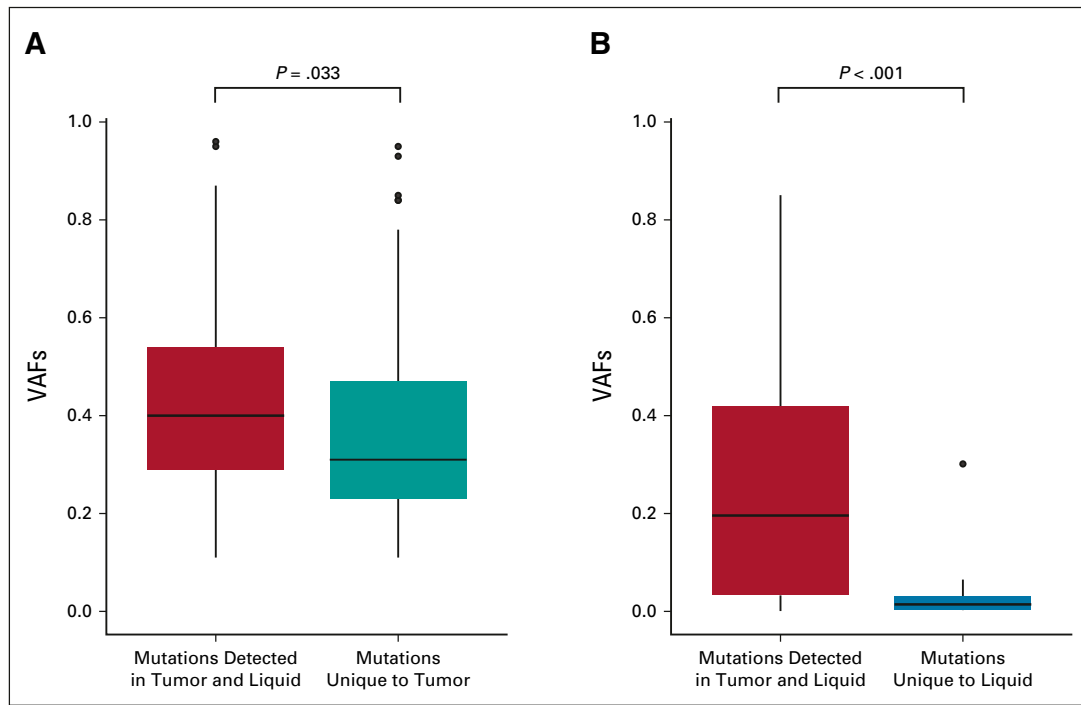 A
P = .033
1.0
0.8
0.6
0.4
0.2
0.0
VAFs
Mutations Detected
in Tumor and Liquid
Mutations
Unique to Tumor
B
P < .001
1.0
0.8
0.6
0.4
0.2
0.0
VAFs
Mutations Detected
in Tumor and Liquid
Mutations
Unique to Liquid